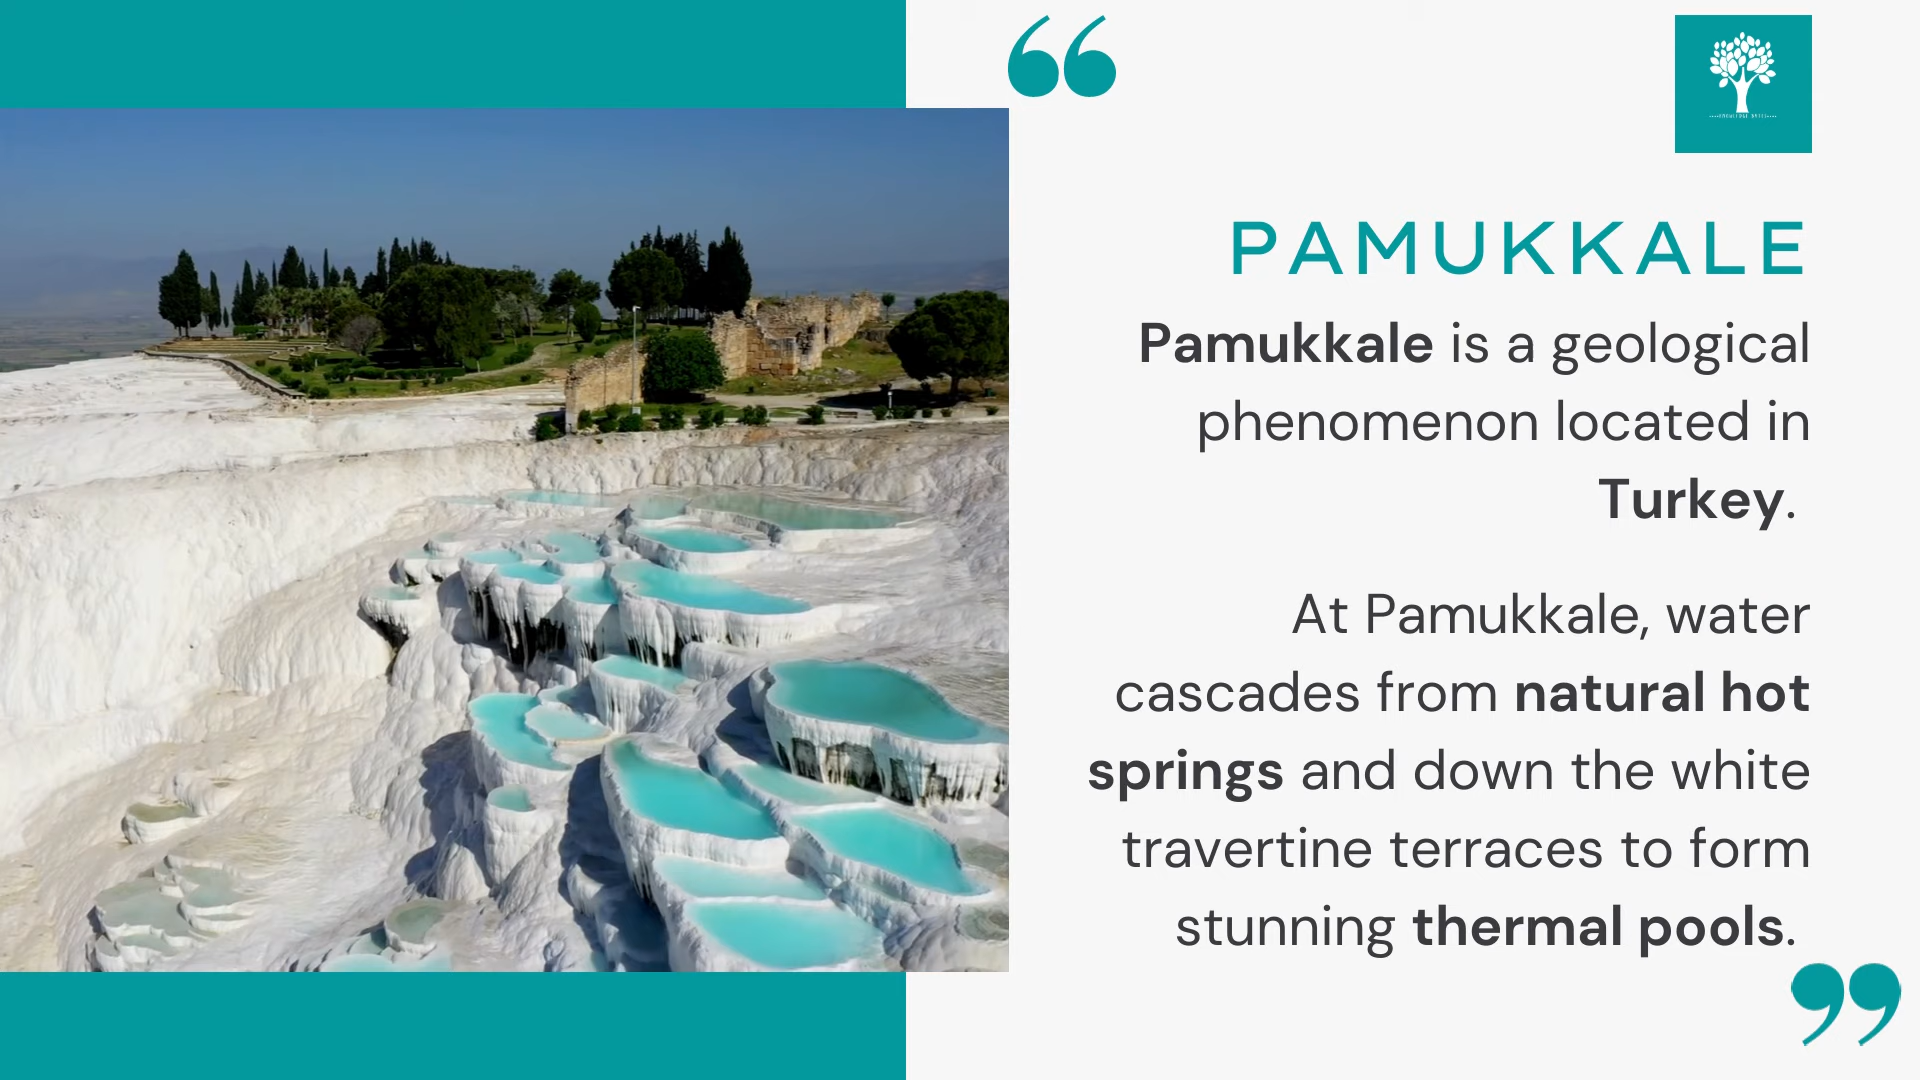 “
PAMUKKALE
Pamukkale is a geological
phenomenon located in
Turkey.
At Pamukkale, water
cascades from natural hot
springs and down the white
travertine terraces to form
stunning thermal pools.
”